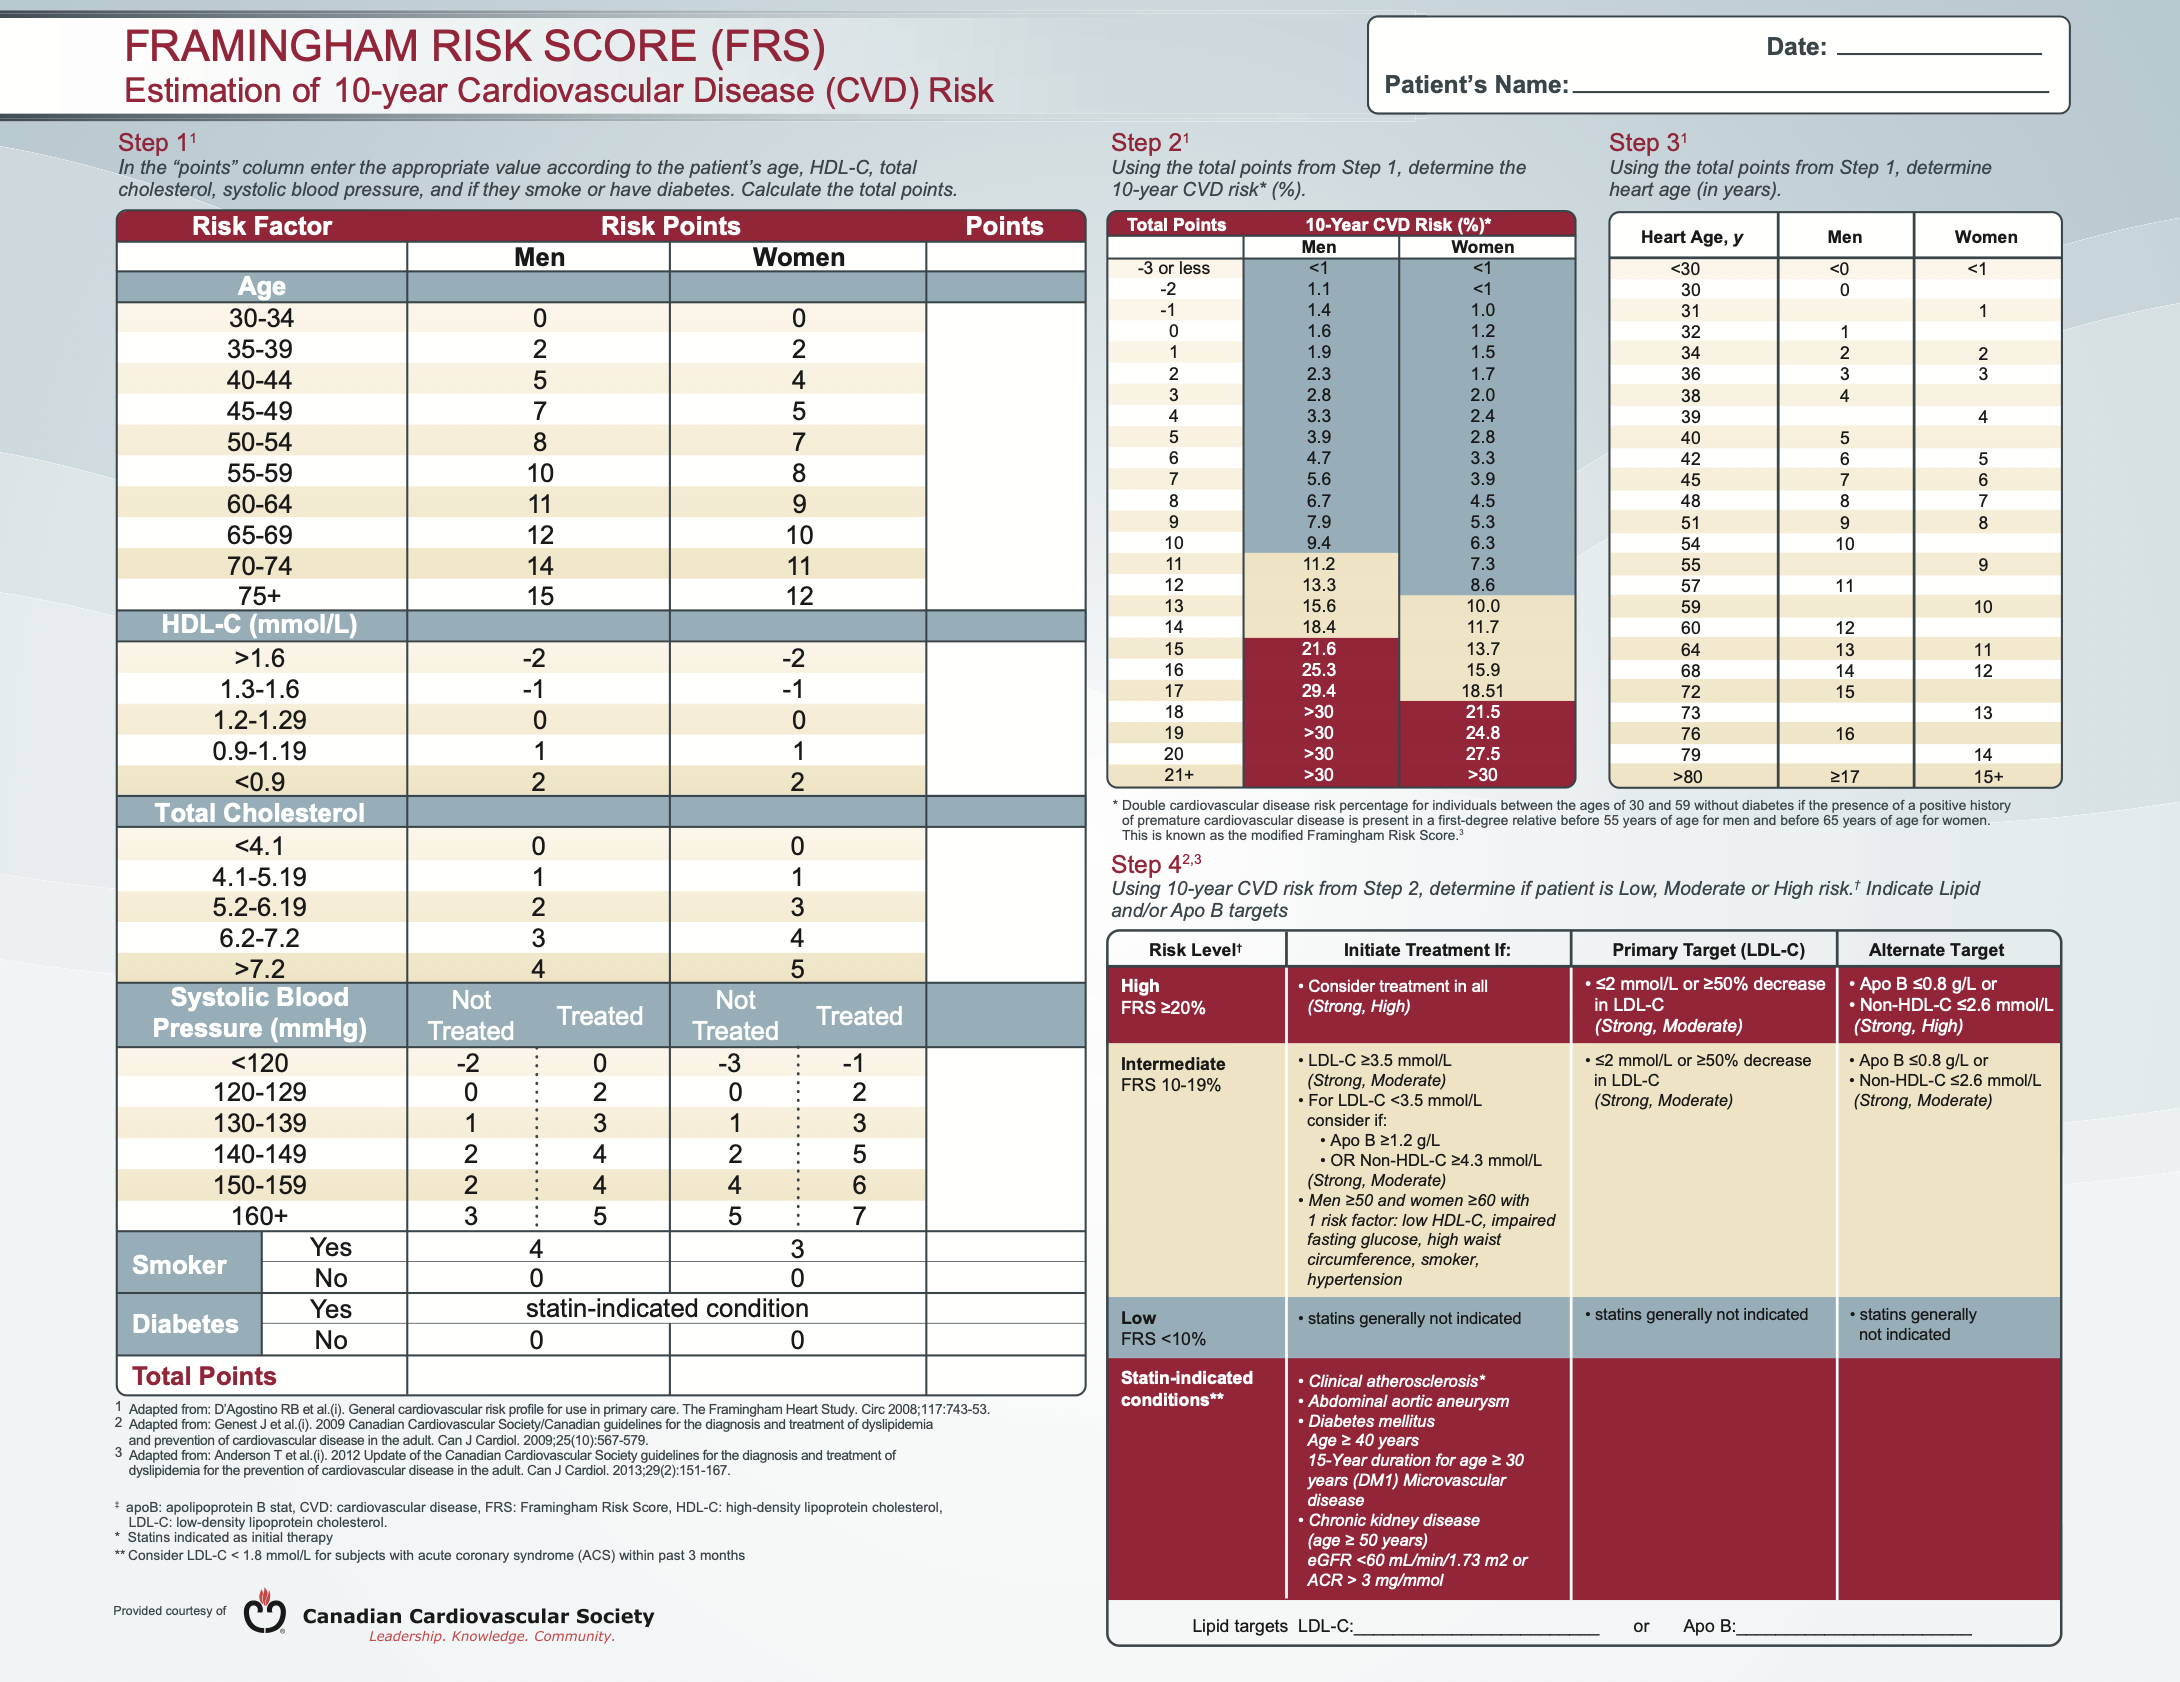 FRAMINGHAM RISK SCORE (FRS)
Estimation of 10-year Cardiovascular Disease (CVD) Risk
Date:
Patient's Name:
Step 1¹
In the “points” column enter the appropriate value according to the patient's age, HDL-C, total
cholesterol, systolic blood pressure, and if they smoke or have diabetes. Calculate the total points.
Risk Factor Risk Points Points
Men Women
Age
30-34 0 0
35-39 2 2
40-44 5 4
45-49 7 5
50-54 8 7
55-59 10 8
60-64 11 9
65-69 12 10
70-74 14 11
75+ 15 12
HDL-C (mmol/L)
>1.6 -2 -2
1.3-1.6 -1 -1
1.2-1.29 0 0
0.9-1.19 1 1
<0.9 2 2
Total Cholesterol
<4.1 0 0
4.1-5.19 1 1
5.2-6.19 2 3
6.2-7.2 3 4
>7.2 4 5
Systolic Blood Not Not
Pressure (mmHg) Treated Treated Treated Treated
<120 -2 0 -3 -1
120-129 0 2 0 2
130-139 1 3 1 3
140-149 2 4 2 5
150-159 2 4 4 6
160+ 3 5 5 7
Smoker
Yes 4 3
No 0 0
Diabetes
Yes statin-indicated condition
No 0 0
Total Points
1 Adapted from: D'Agostino RB et al.(i). General cardiovascular risk profile for use in primary care. The Framingham Heart Study. Circ 2008;117:743-53.
2 Adapted from: Genest J et al.(i). 2009 Canadian Cardiovascular Society/Canadian guidelines for the diagnosis and treatment of dyslipidemia
and prevention of cardiovascular disease in the adult. Can J Cardiol. 2009;25(10):567-579.
3 Adapted from: Anderson T et al.(i). 2012 Update of the Canadian Cardiovascular Society guidelines for the diagnosis and treatment of
dyslipidemia for the prevention of cardiovascular disease in the adult. Can J Cardiol. 2013;29(2):151-167.
‡ apoB: apolipoprotein B stat, CVD: cardiovascular disease, FRS: Framingham Risk Score, HDL-C: high-density lipoprotein cholesterol,
LDL-C: low-density lipoprotein cholesterol.
* Statins indicated as initial therapy
** Consider LDL-C < 1.8 mmol/L for subjects with acute coronary syndrome (ACS) within past 3 months
Provided courtesy of
Canadian Cardiovascular Society
Leadership. Knowledge. Community.
Step 2¹
Using the total points from Step 1, determine the
10-year CVD risk* (%).
Total Points 10-Year CVD Risk (%)*
Men Women
-3 or less <1 <1
-2 1.1 <1
-1 1.4 1.0
0 1.6 1.2
1 1.9 1.5
2 2.3 1.7
3 2.8 2.0
4 3.3 2.4
5 3.9 2.8
6 4.7 3.3
7 5.6 3.9
8 6.7 4.5
9 7.9 5.3
10 9.4 6.3
11 11.2 7.3
12 13.3 8.6
13 15.6 10.0
14 18.4 11.7
15 21.6 13.7
16 25.3 15.9
17 29.4 18.51
18 >30 21.5
19 >30 24.8
20 >30 27.5
21+ >30 >30
Step 3¹
Using the total points from Step 1, determine
heart age (in years).
Heart Age, y Men Women
<30 <0 <1
30 0
31 1
32 1
34 2 2
36 3 3
38 4
39 4
40 5
42 6 5
45 7 6
48 8 7
51 9 8
54 10
55 9
57 11
59 10
60 12
64 13 11
68 14 12
72 15
73 13
76 16
79 14
>80 ≥17 15+
* Double cardiovascular disease risk percentage for individuals between the ages of 30 and 59 without diabetes if the presence of a positive history
of premature cardiovascular disease is present in a first-degree relative before 55 years of age for men and before 65 years of age for women.
This is known as the modified Framingham Risk Score.³
Step 4²,³
Using 10-year CVD risk from Step 2, determine if patient is Low, Moderate or High risk.† Indicate Lipid
and/or Apo B targets
Risk Level† Initiate Treatment If: Primary Target (LDL-C) Alternate Target
High
FRS ≥20%
• Consider treatment in all
(Strong, High)
• ≤2 mmol/L or ≥50% decrease
in LDL-C
(Strong, Moderate)
• Apo B ≤0.8 g/L or
• Non-HDL-C ≤2.6 mmol/L
(Strong, High)
Intermediate
FRS 10-19%
• LDL-C ≥3.5 mmol/L
(Strong, Moderate)
• For LDL-C <3.5 mmol/L
consider if:
• Apo B ≥1.2 g/L
• OR Non-HDL-C ≥4.3 mmol/L
(Strong, Moderate)
• Men ≥50 and women ≥60 with
1 risk factor: low HDL-C, impaired
fasting glucose, high waist
circumference, smoker,
hypertension
• ≤2 mmol/L or ≥50% decrease
in LDL-C
(Strong, Moderate)
• Apo B ≤0.8 g/L or
• Non-HDL-C ≤2.6 mmol/L
(Strong, Moderate)
Low
FRS <10%
• statins generally not indicated
• statins generally not indicated
• statins generally
not indicated
Statin-indicated
conditions**
• Clinical atherosclerosis*
• Abdominal aortic aneurysm
• Diabetes mellitus
Age ≥ 40 years
15-Year duration for age ≥ 30
years (DM1) Microvascular
disease
• Chronic kidney disease
(age ≥ 50 years)
eGFR <60 mL/min/1.73 m2 or
ACR > 3 mg/mmol
Lipid targets LDL-C: or Apo B: